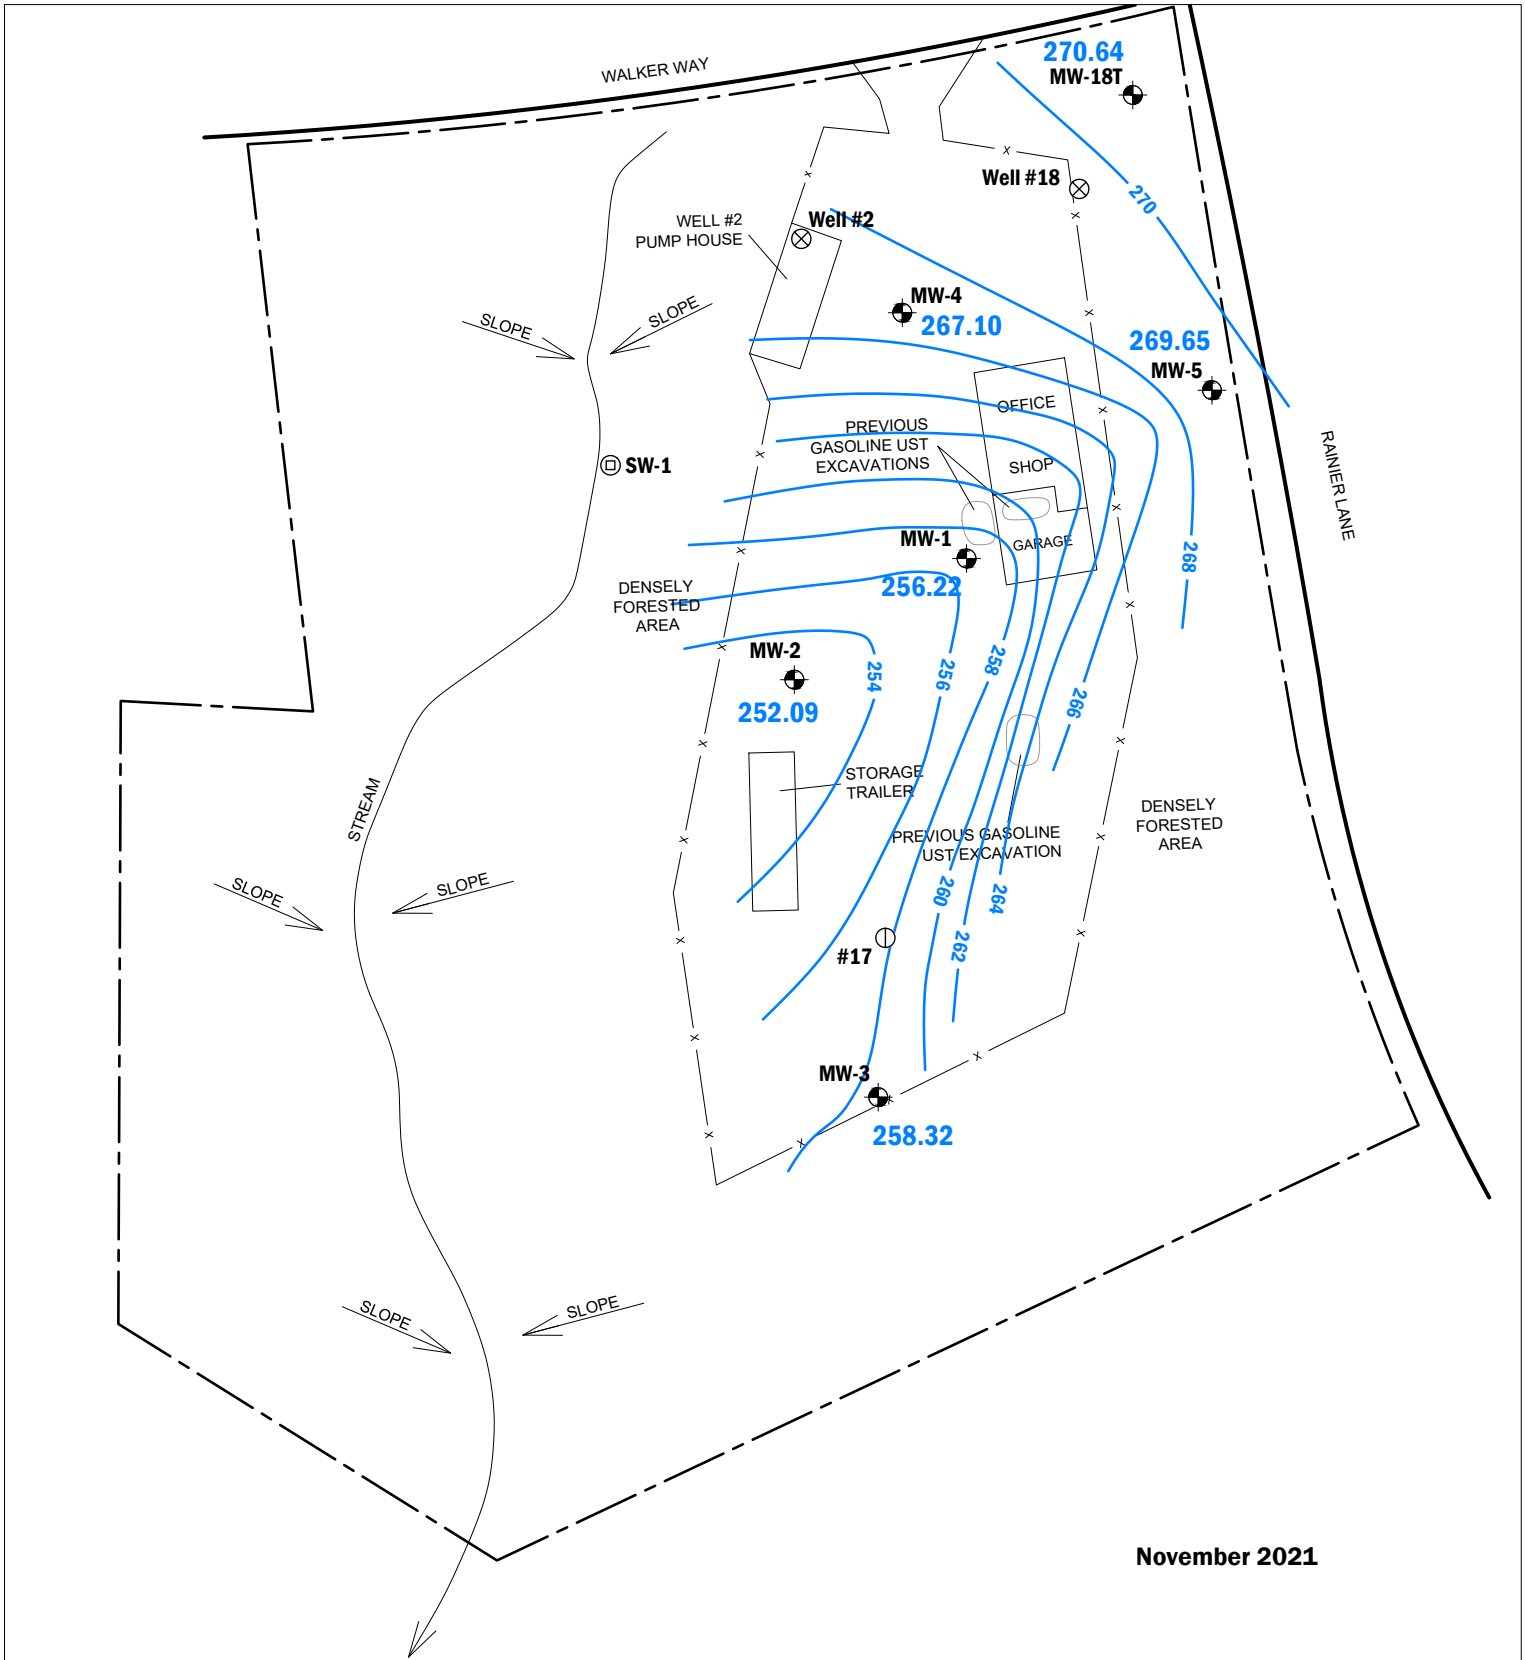 270.64
MW-18T
WALKER WAY
Well #18
270
WELL #2
PUMP HOUSE
Well #2
SLOPE
SLOPE
MW-4
267.10
269.65
MW-5
OFFICE
PREVIOUS
GASOLINE UST
EXCAVATIONS
SHOP
SW-1
RAINIER LANE
MW-1
GARAGE
268
256.22
DENSELY
FORESTED
AREA
MW-2
254
256
258
252.09
266
STORAGE
TRAILER
STREAM
DENSELY
FORESTED
AREA
PREVIOUS GASOLINE
UST EXCAVATION
SLOPE
SLOPE
260
264
262
#17
MW-3
258.32
SLOPE
SLOPE
November 2021